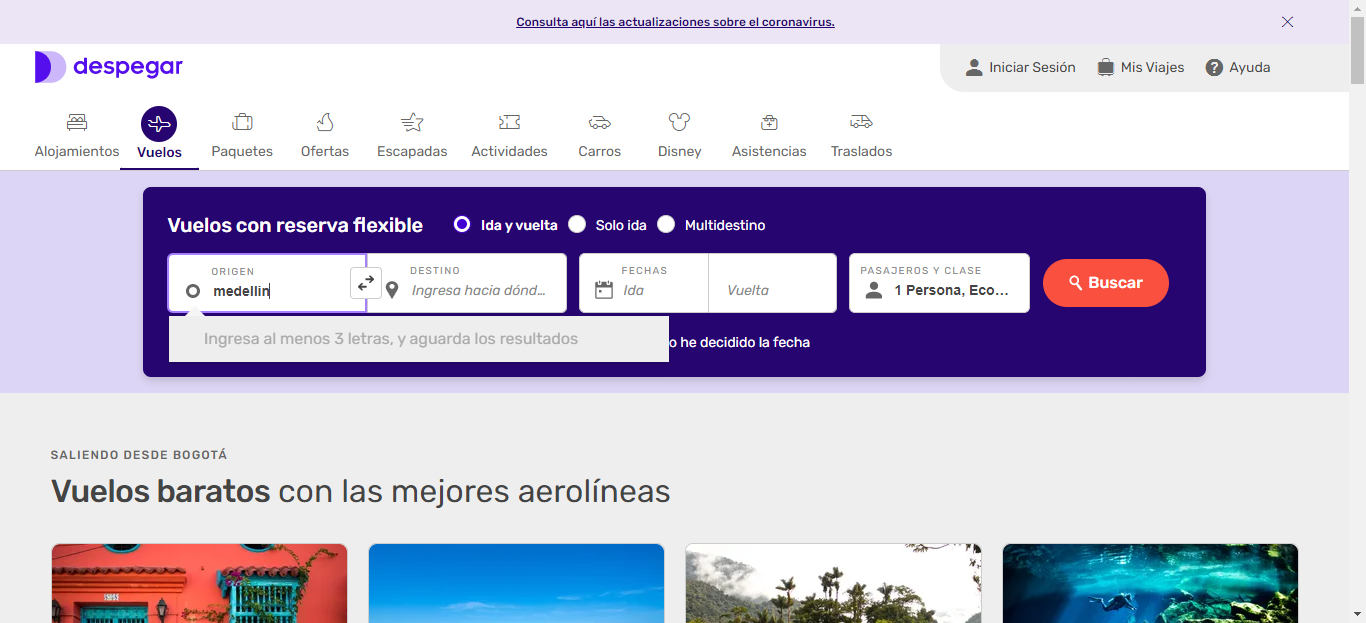 Consulta aquí las actualizaciones sobre el coronavirus.
despegar
Iniciar Sesión
Mis Viajes
? Ayuda
Alojamientos
Vuelos
Paquetes
Ofertas
Escapadas
Actividades
Carros
Disney
Asistencias
Traslados
Vuelos con reserva flexible
Ida y vuelta
Solo ida
Multidestino
ORIGEN
medellin
DESTINO
Ingresa hacia dónd...
FECHAS
Ida
Vuelta
PASAJEROS Y CLASE
1 Persona, Eco...
Buscar
Ingresa al menos 3 letras, y aguarda los resultados
o he decidido la fecha
SALIENDO DESDE BOGOTÁ
Vuelos baratos con las mejores aerolíneas